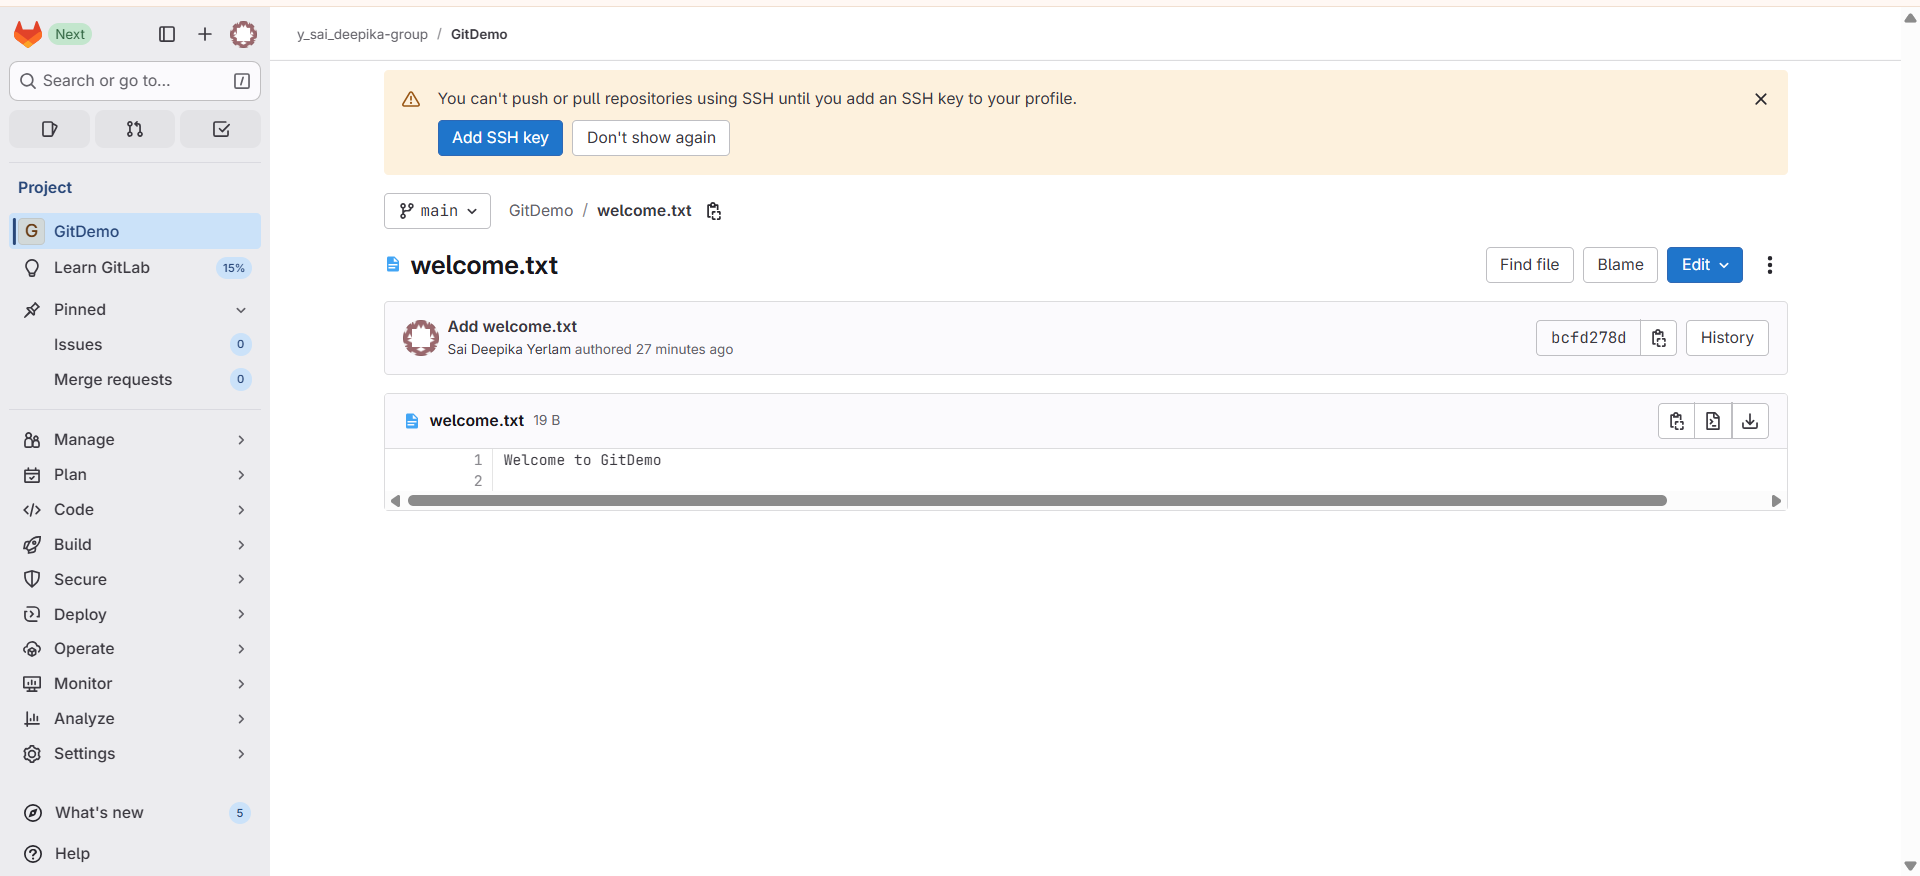 Next
y_sai_deepika-group / GitDemo
Search or go to...
/
You can't push or pull repositories using SSH until you add an SSH key to your profile.
Add SSH key
Don't show again
Project
G GitDemo
Learn GitLab 15%
Pinned
Issues 0
Merge requests 0
Manage
Plan
Code
Build
Secure
Deploy
Operate
Monitor
Analyze
Settings
What's new 5
Help
main
GitDemo / welcome.txt
welcome.txt
Find file
Blame
Edit
Add welcome.txt
Sai Deepika Yerlam authored 27 minutes ago
bcfd278d
History
welcome.txt 19 B
1 Welcome to GitDemo
2